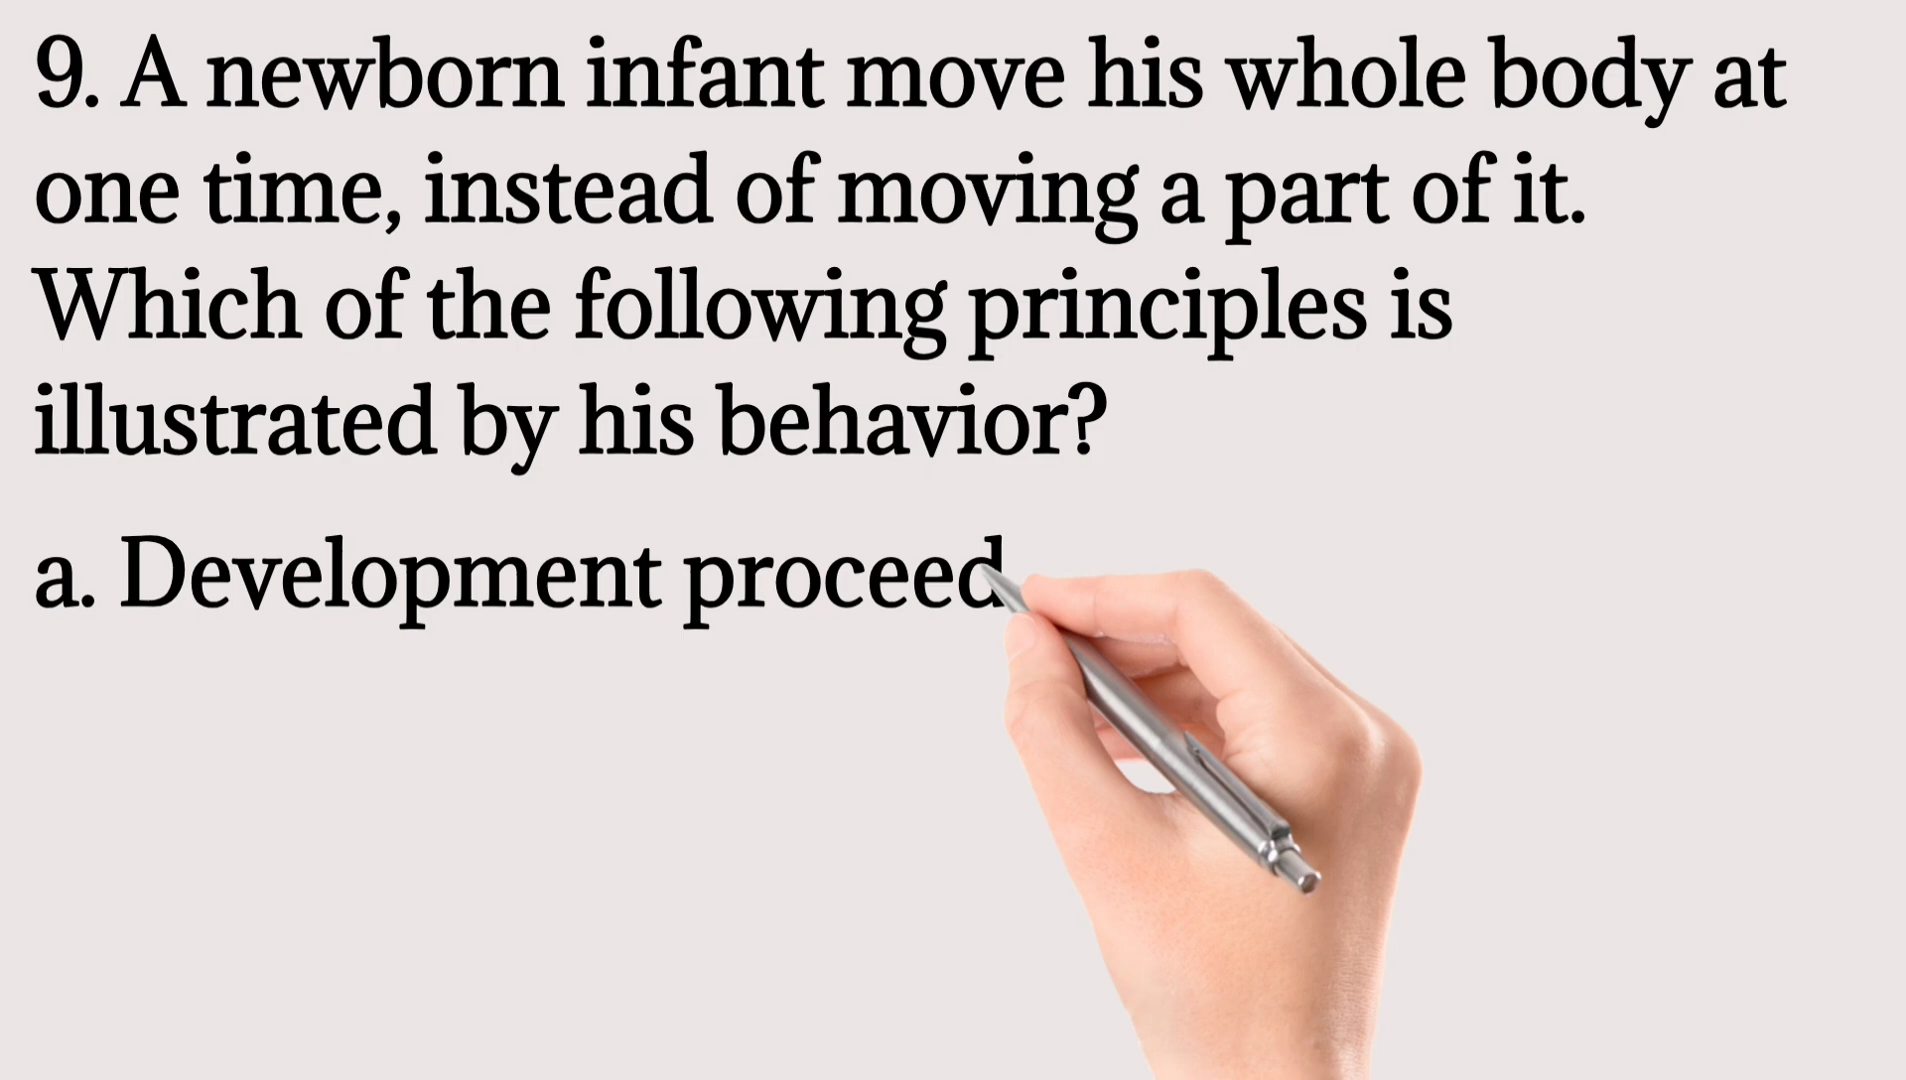 9. A newborn infant move his whole body at
one time, instead of moving a part of it.
Which of the following principles is
illustrated by his behavior?
a. Development proceed